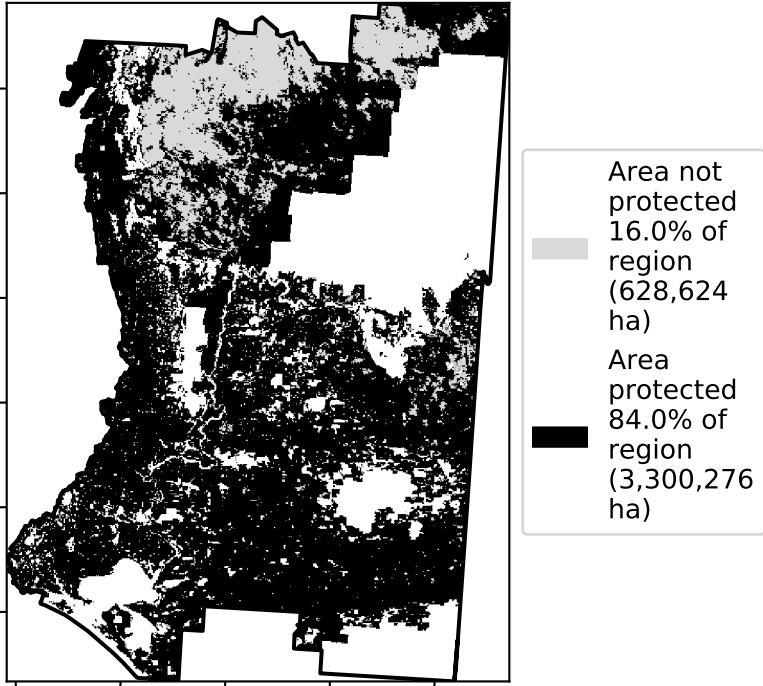 Area not
protected
16.0% of
region
(628,624
ha)
Area
protected
84.0% of
region
(3,300,276
ha)